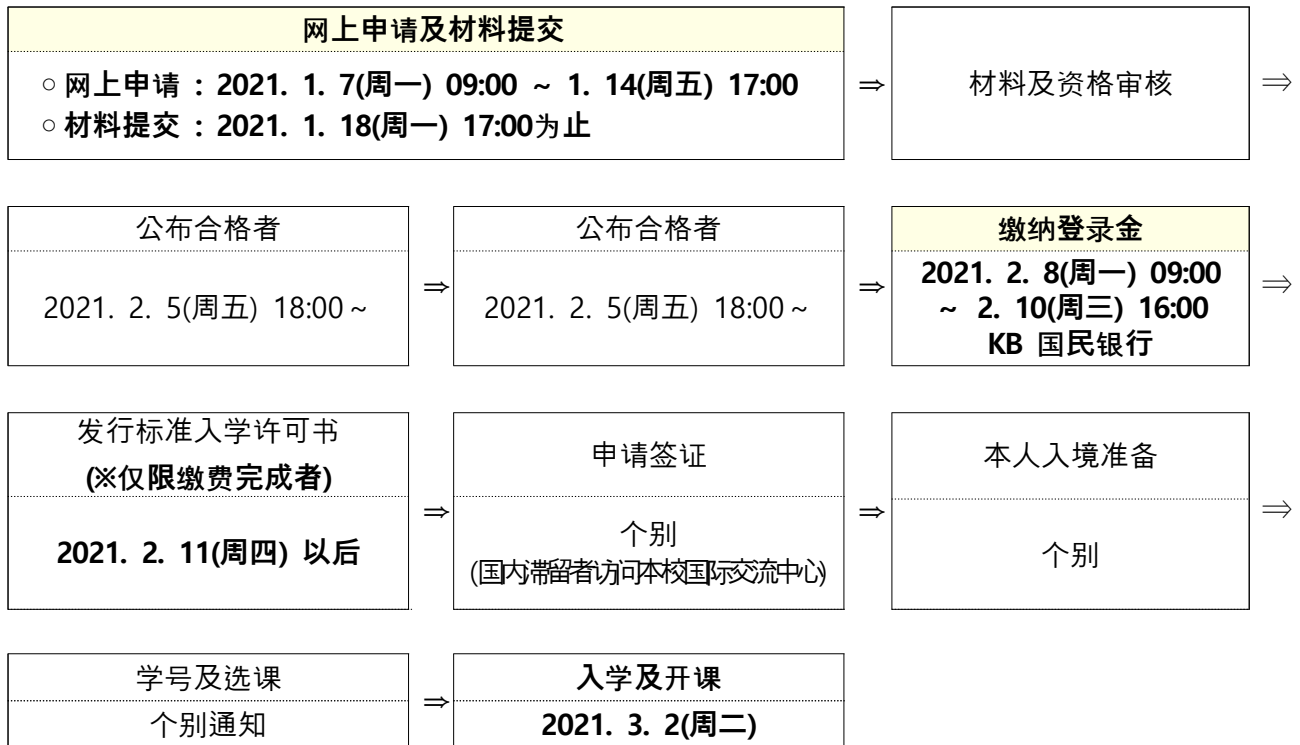 网上申请及材料提交
○ 网上申请 : 2021. 1. 7(周一) 09:00 ~ 1. 14(周五) 17:00
○ 材料提交 : 2021. 1. 18(周一) 17:00为止
⇒
材料及资格审核
⇒
公布合格者
2021. 2. 5(周五) 18:00 ~
⇒
公布合格者
2021. 2. 5(周五) 18:00 ~
⇒
缴纳登录金
2021. 2. 8(周一) 09:00
~ 2. 10(周三) 16:00
KB 国民银行
⇒
发行标准入学许可书
(※仅限缴费完成者)
2021. 2. 11(周四) 以后
⇒
申请签证
个别
(国内滞留者访问本校国际交流中心)
⇒
本人入境准备
个别
⇒
学号及选课
个别通知
⇒
入学及开课
2021. 3. 2(周二)